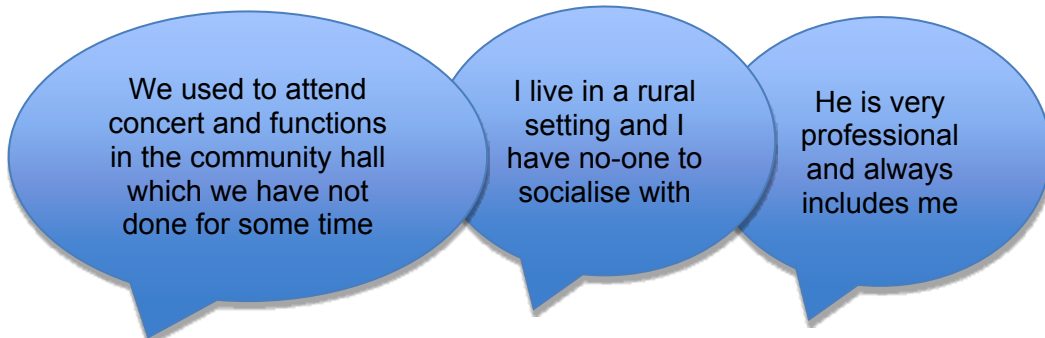 We used to attend
concert and functions
in the community hall
which we have not
done for some time
I live in a rural
setting and I
have no-one to
socialise with
He is very
professional
and always
includes me